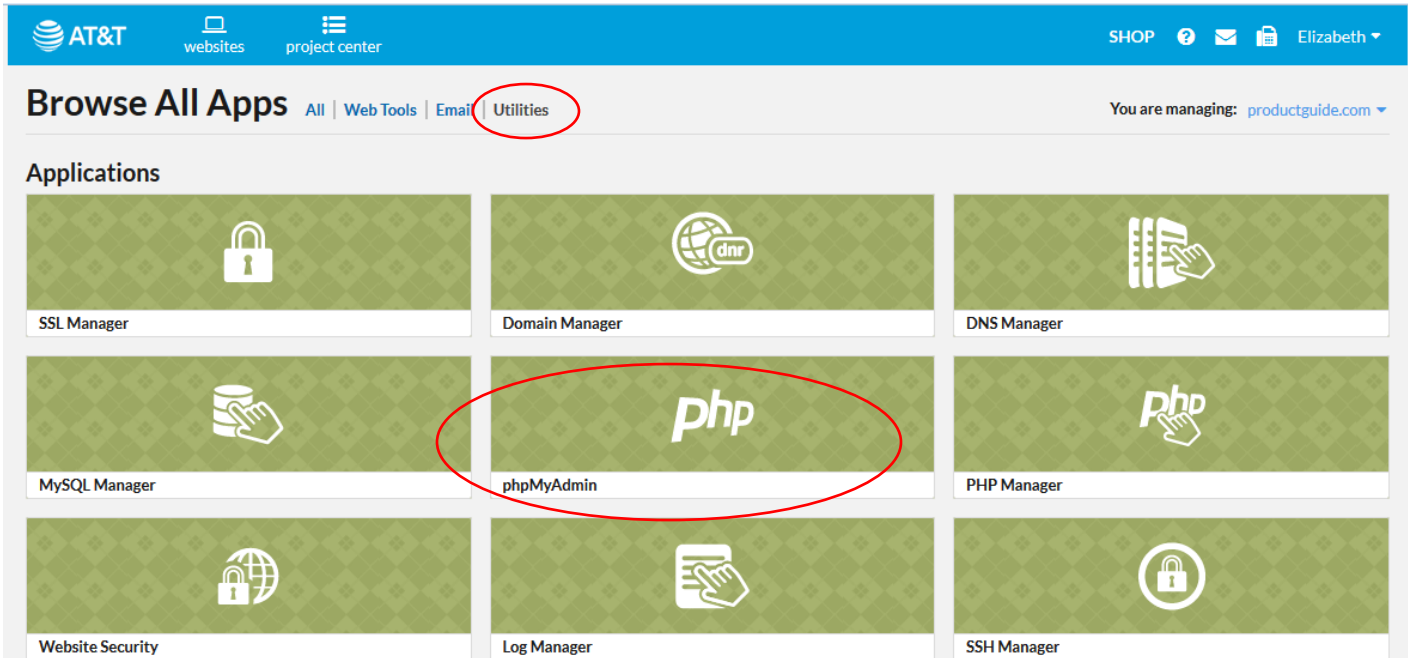 AT&T websites project center SHOP ? Elizabeth
Browse All Apps All | Web Tools | Email | Utilities You are managing: productguide.com
Applications
dnr
SSL Manager Domain Manager DNS Manager
php php
MySQL Manager phpMyAdmin PHP Manager
Website Security Log Manager SSH Manager